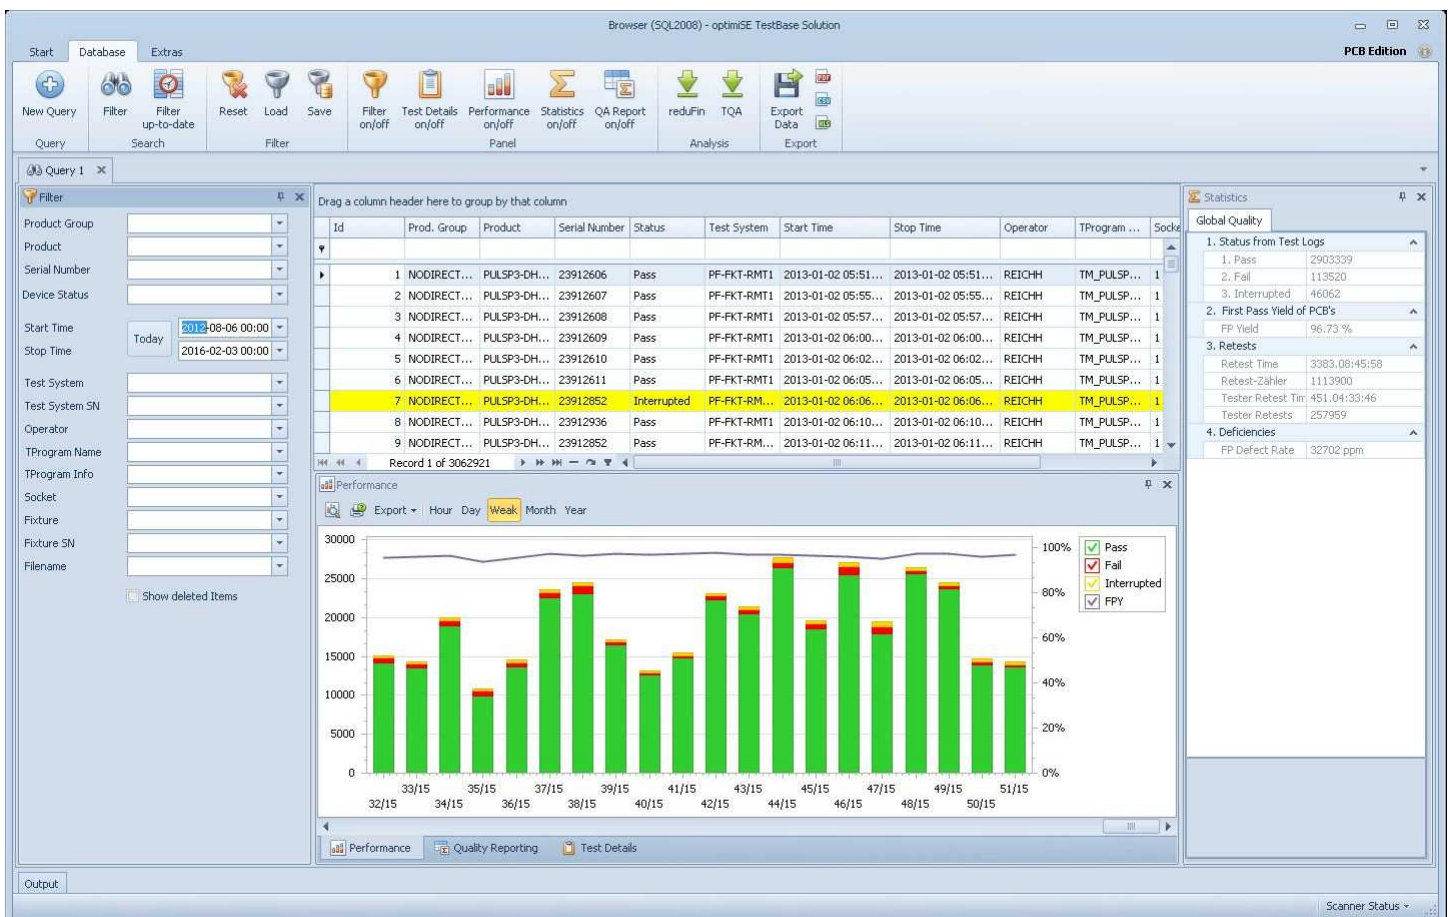 Browser (SQL2008) - optimiSE TestBase Solution
Start Database Extras PCB Edition
New Query Filter Filter up-to-date Reset Load Save Filter on/off Test Details on/off Performance on/off Statistics on/off QA Report on/off reduFin TQA Export Data
Query Search Filter Panel Analysis Export
Query 1
Filter
Product Group
Product
Serial Number
Device Status
Start Time 2012-08-06 00:00
Today
Stop Time 2016-02-03 00:00
Test System
Test System SN
Operator
TProgram Name
TProgram Info
Socket
Fixture
Fixture SN
Filename
Show deleted Items
Drag a column header here to group by that column
Id Prod. Group Product Serial Number Status Test System Start Time Stop Time Operator TProgram ... Socke
1 NODIRECT... PULSP3-DH... 23912606 Pass PF-FKT-RMT1 2013-01-02 05:51... 2013-01-02 05:51... REICHH TM_PULSP... 1
2 NODIRECT... PULSP3-DH... 23912607 Pass PF-FKT-RMT1 2013-01-02 05:55... 2013-01-02 05:55... REICHH TM_PULSP... 1
3 NODIRECT... PULSP3-DH... 23912608 Pass PF-FKT-RMT1 2013-01-02 05:57... 2013-01-02 05:57... REICHH TM_PULSP... 1
4 NODIRECT... PULSP3-DH... 23912609 Pass PF-FKT-RMT1 2013-01-02 06:00... 2013-01-02 06:00... REICHH TM_PULSP... 1
5 NODIRECT... PULSP3-DH... 23912610 Pass PF-FKT-RMT1 2013-01-02 06:02... 2013-01-02 06:02... REICHH TM_PULSP... 1
6 NODIRECT... PULSP3-DH... 23912611 Pass PF-FKT-RMT1 2013-01-02 06:05... 2013-01-02 06:05... REICHH TM_PULSP... 1
7 NODIRECT... PULSP3-DH... 23912852 Interrupted PF-FKT-RM... 2013-01-02 06:06... 2013-01-02 06:06... REICHH TM_PULSP... 1
8 NODIRECT... PULSP3-DH... 23912936 Pass PF-FKT-RMT1 2013-01-02 06:10... 2013-01-02 06:10... REICHH TM_PULSP... 1
9 NODIRECT... PULSP3-DH... 23912852 Pass PF-FKT-RM... 2013-01-02 06:11... 2013-01-02 06:11... REICHH TM_PULSP... 1
Record 1 of 3062921
Performance
Export Hour Day Weak Month Year
30000
25000
20000
15000
10000
5000
0
100%
80%
60%
40%
20%
0%
33/15 35/15 37/15 39/15 41/15 43/15 45/15 47/15 49/15 51/15
32/15 34/15 36/15 38/15 40/15 42/15 44/15 46/15 48/15 50/15
Pass
Fail
Interrupted
FPY
Performance Quality Reporting Test Details
Statistics
Global Quality
1. Status from Test Logs
1. Pass 2903339
2. Fail 113520
3. Interrupted 46062
2. First Pass Yield of PCB's
FP Yield 96.73 %
3. Retests
Retest Time 3383.08:45:58
Retest-Zähler 1113900
Tester Retest Tim 451.04:33:46
Tester Retests 257959
4. Deficiencies
FP Defect Rate 32702 ppm
Output
Scanner Status